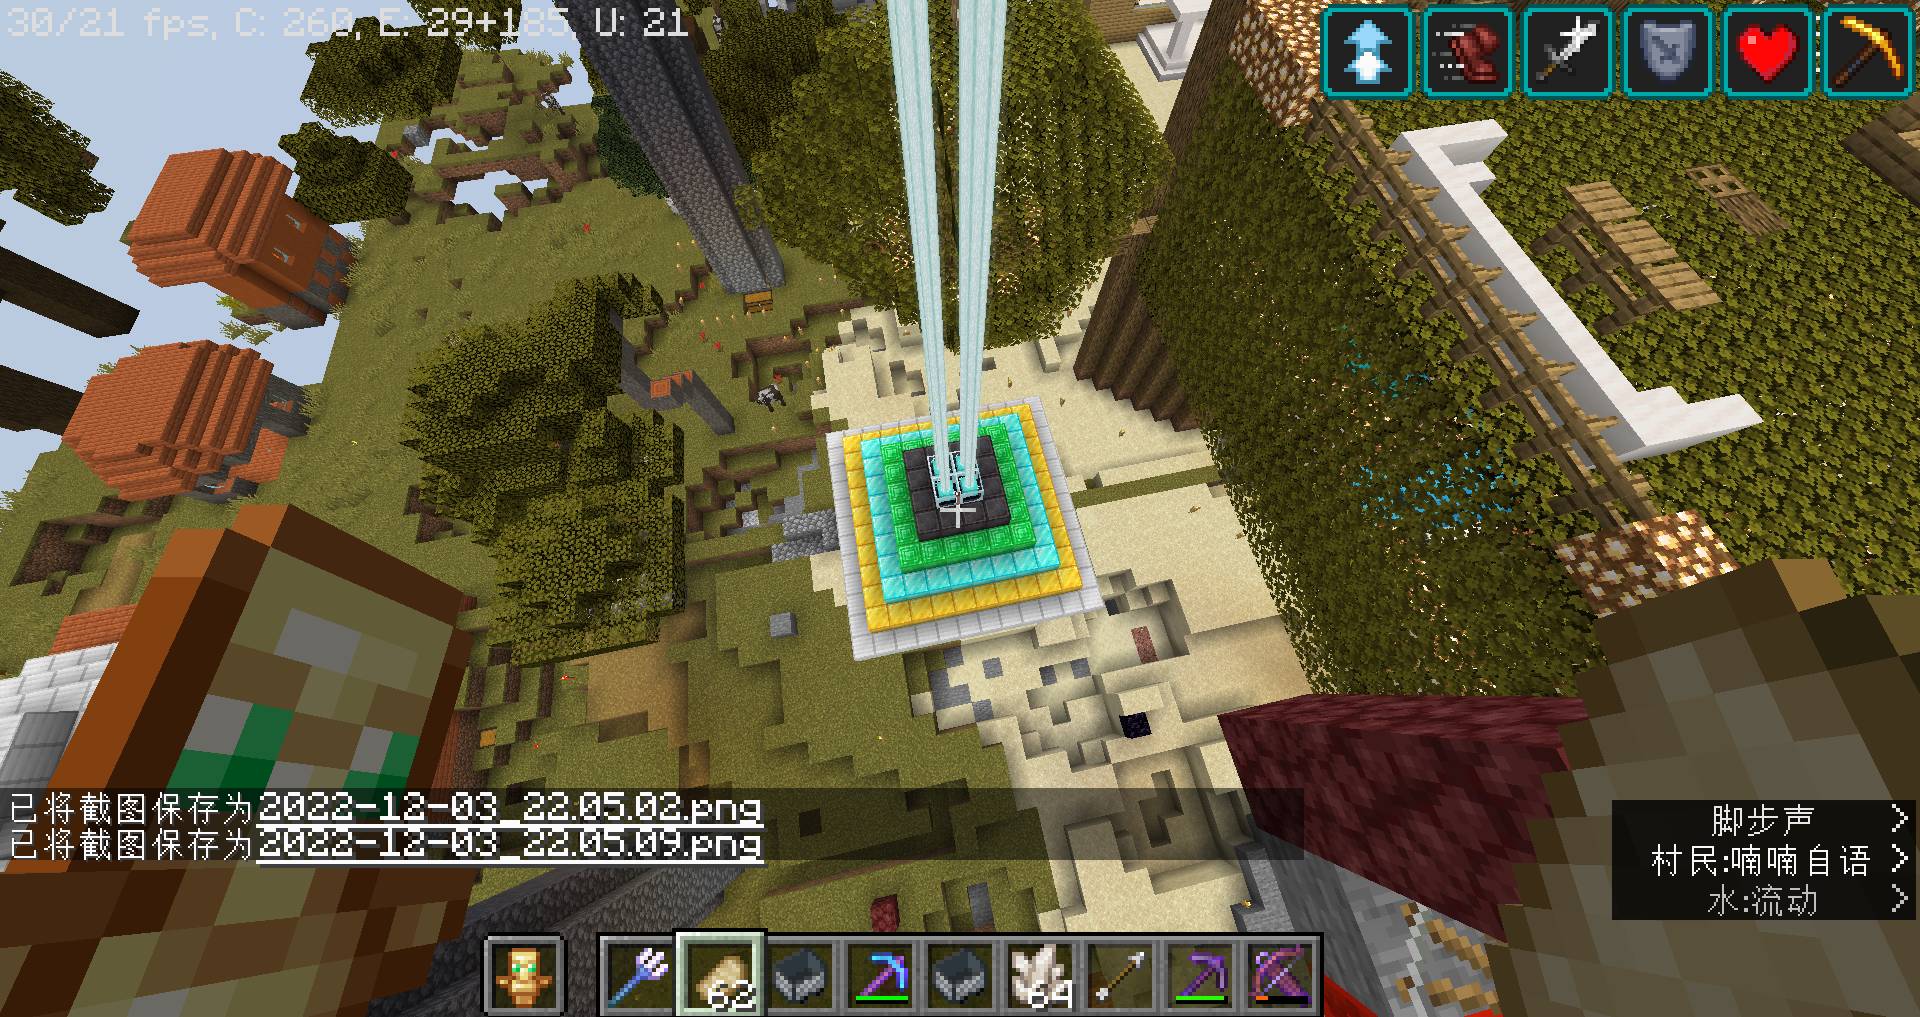 30/21 fps, C: 260, E: 29+185, U: 21
已将截图保存为2022-12-03_22.05.02.png
已将截图保存为2022-12-03_22.05.09.png
脚步声 >
村民:喃喃自语 >
水:流动 >
62
64